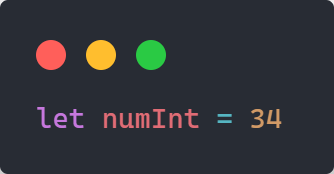 let numInt = 34